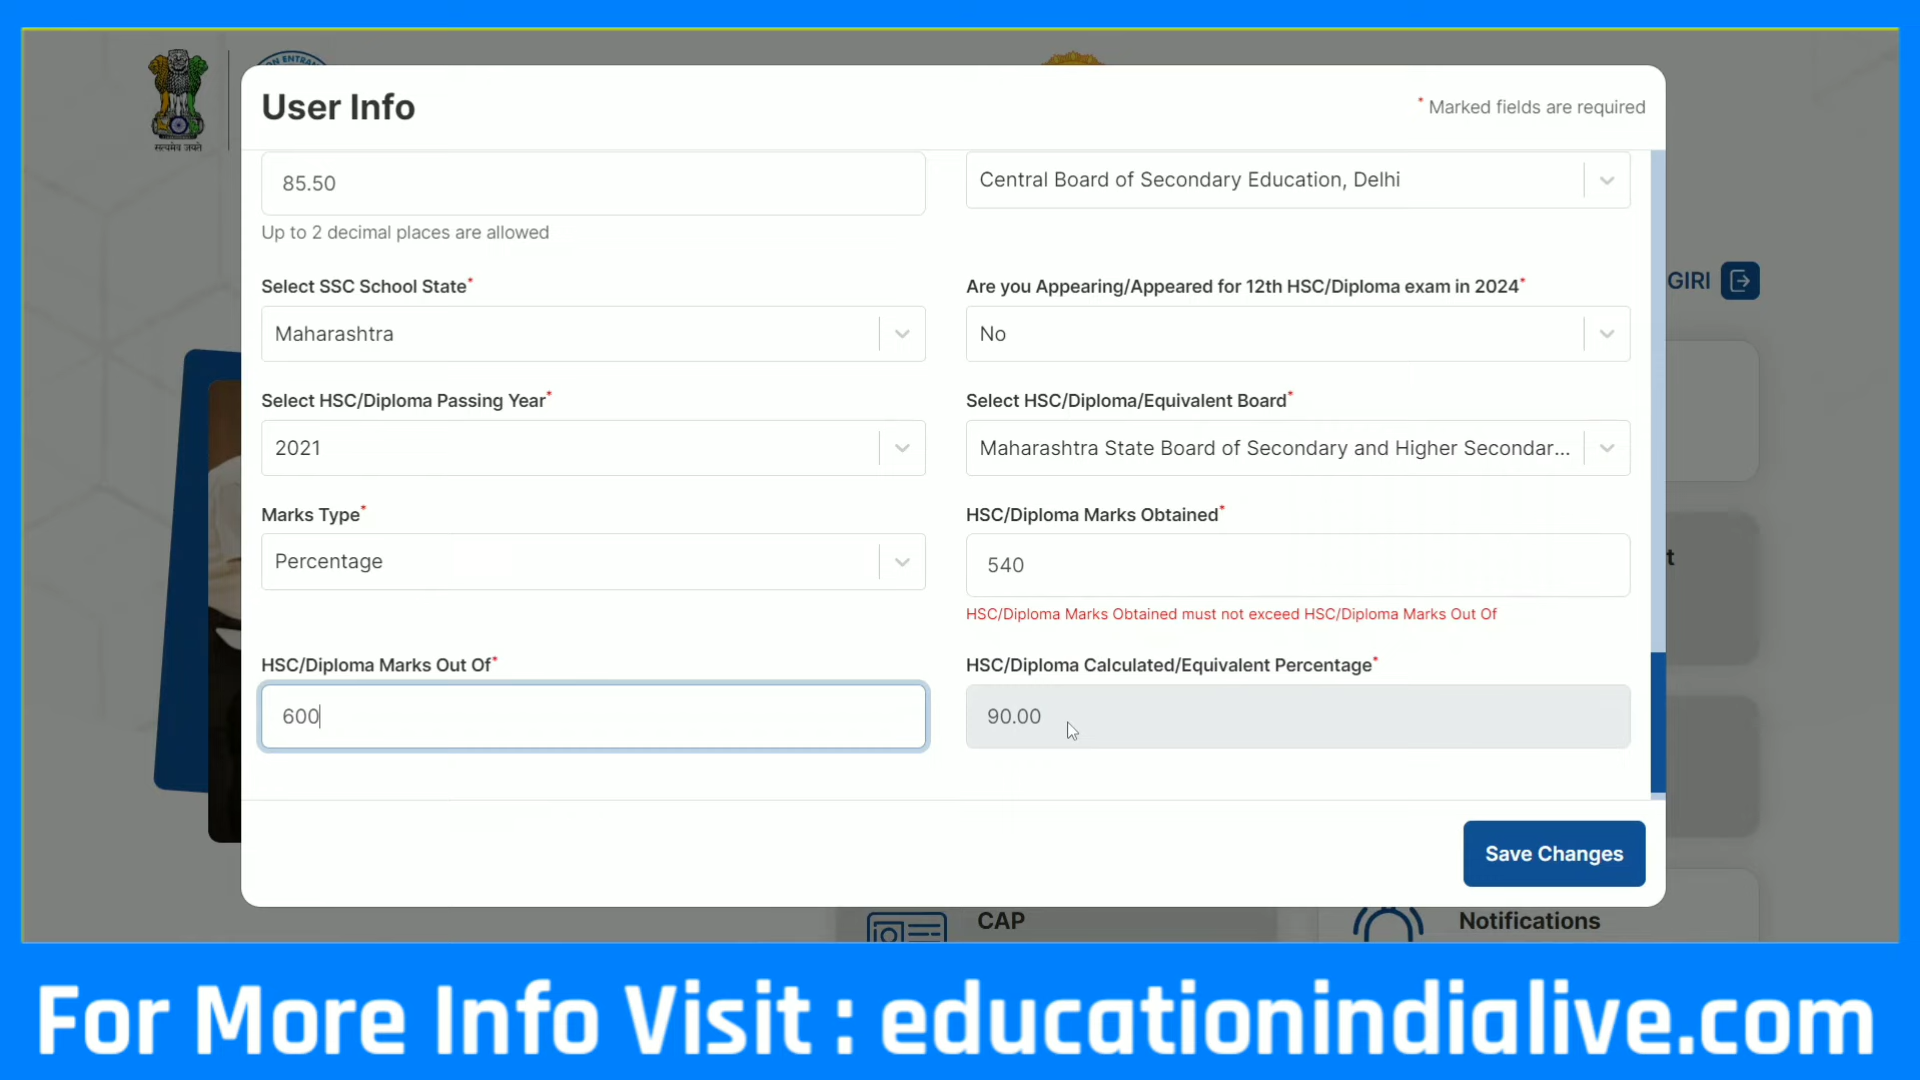 सत्यमेव जयते
ON ENTRA
User Info
* Marked fields are required
85.50
Central Board of Secondary Education, Delhi
Up to 2 decimal places are allowed
Select SSC School State*
Are you Appearing/Appeared for 12th HSC/Diploma exam in 2024*
GIRI
Maharashtra
No
Select HSC/Diploma Passing Year*
Select HSC/Diploma/Equivalent Board*
2021
Maharashtra State Board of Secondary and Higher Secondar...
Marks Type*
HSC/Diploma Marks Obtained*
Percentage
540
t
HSC/Diploma Marks Obtained must not exceed HSC/Diploma Marks Out Of
HSC/Diploma Marks Out Of*
HSC/Diploma Calculated/Equivalent Percentage*
600
90.00
Save Changes
CAP
Notifications
For More Info Visit : educationindialive.com